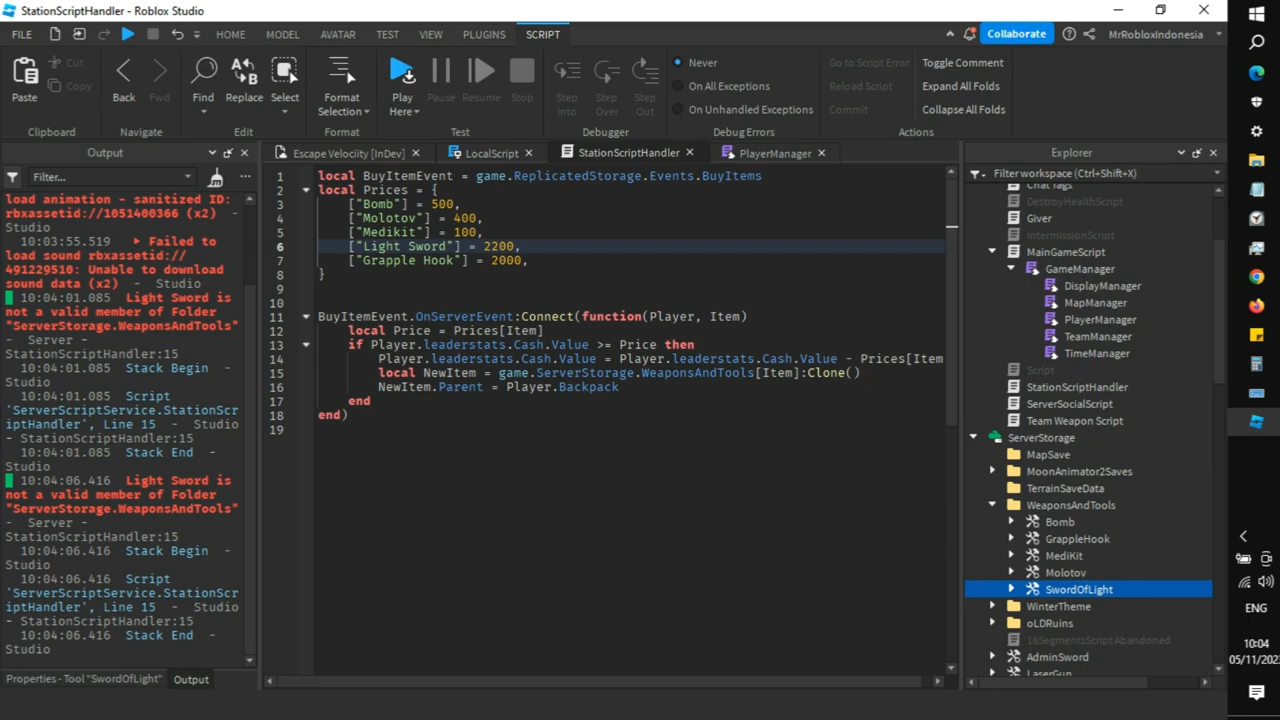 StationScriptHandler - Roblox Studio
FILE
HOME
MODEL
AVATAR
TEST
VIEW
PLUGINS
SCRIPT
Collaborate
MrRobloxIndonesia
Paste
Cut
Copy
Clipboard
Back
Fwd
Navigate
Find
Replace
Select
Edit
Format
Selection
Format
Play
Here
Pause
Resume
Stop
Test
Step
Into
Step
Over
Step
Out
Debugger
Never
On All Exceptions
On Unhandled Exceptions
Debug Errors
Go to Script Error
Reload Script
Commit
Toggle Comment
Expand All Folds
Collapse All Folds
Actions
Output
Filter...
load animation - sanitized ID:
rbxassetid://1051400366 (x2)  -
Studio
10:03:55.519  Failed to
load sound rbxassetid://
491229510: Unable to download
sound data (x2)  -  Studio
10:04:01.085  Light Sword is
not a valid member of Folder
"ServerStorage.WeaponsAndTools"
-  Server -
StationScriptHandler:15
10:04:01.085  Stack Begin  -
Studio
10:04:01.085  Script
'ServerScriptService.StationScr
iptHandler', Line 15  -  Studio
- StationScriptHandler:15
10:04:01.085  Stack End  -
Studio
10:04:06.416  Light Sword is
not a valid member of Folder
"ServerStorage.WeaponsAndTools"
-  Server -
StationScriptHandler:15
10:04:06.416  Stack Begin  -
Studio
10:04:06.416  Script
'ServerScriptService.StationScr
iptHandler', Line 15  -  Studio
- StationScriptHandler:15
10:04:06.416  Stack End  -
Studio
Properties - Tool "SwordOfLight"
Output
Escape Velocity [InDev]
LocalScript
StationScriptHandler
PlayerManager
1 local BuyItemEvent = game.ReplicatedStorage.Events.BuyItems
2 local Prices = {
3 ["Bomb"] = 500,
4 ["Molotov"] = 400,
5 ["Medikit"] = 100,
6 ["Light Sword"] = 2200,
7 ["Grapple Hook"] = 2000,
8 }
9
10
11 BuyItemEvent.OnServerEvent:Connect(function(Player, Item)
12 local Price = Prices[Item]
13 if Player.leaderstats.Cash.Value >= Price then
14 Player.leaderstats.Cash.Value = Player.leaderstats.Cash.Value - Prices[Item
15 local NewItem = game.ServerStorage.WeaponsAndTools[Item]:Clone()
16 NewItem.Parent = Player.Backpack
17 end
18 end)
19
Explorer
Filter workspace (Ctrl+Shift+X)
Chat Tags
DestroyHealthScript
Giver
IntermissionScript
MainGameScript
GameManager
DisplayManager
MapManager
PlayerManager
TeamManager
TimeManager
Script
StationScriptHandler
ServerSocialScript
Team Weapon Script
ServerStorage
MapSave
MoonAnimator2Saves
TerrainSaveData
WeaponsAndTools
Bomb
GrappleHook
MediKit
Molotov
SwordOfLight
WinterTheme
oLDRuins
16SegmentsScript Abandoned
AdminSword
LaserGun
ENG
10:04
05/11/202